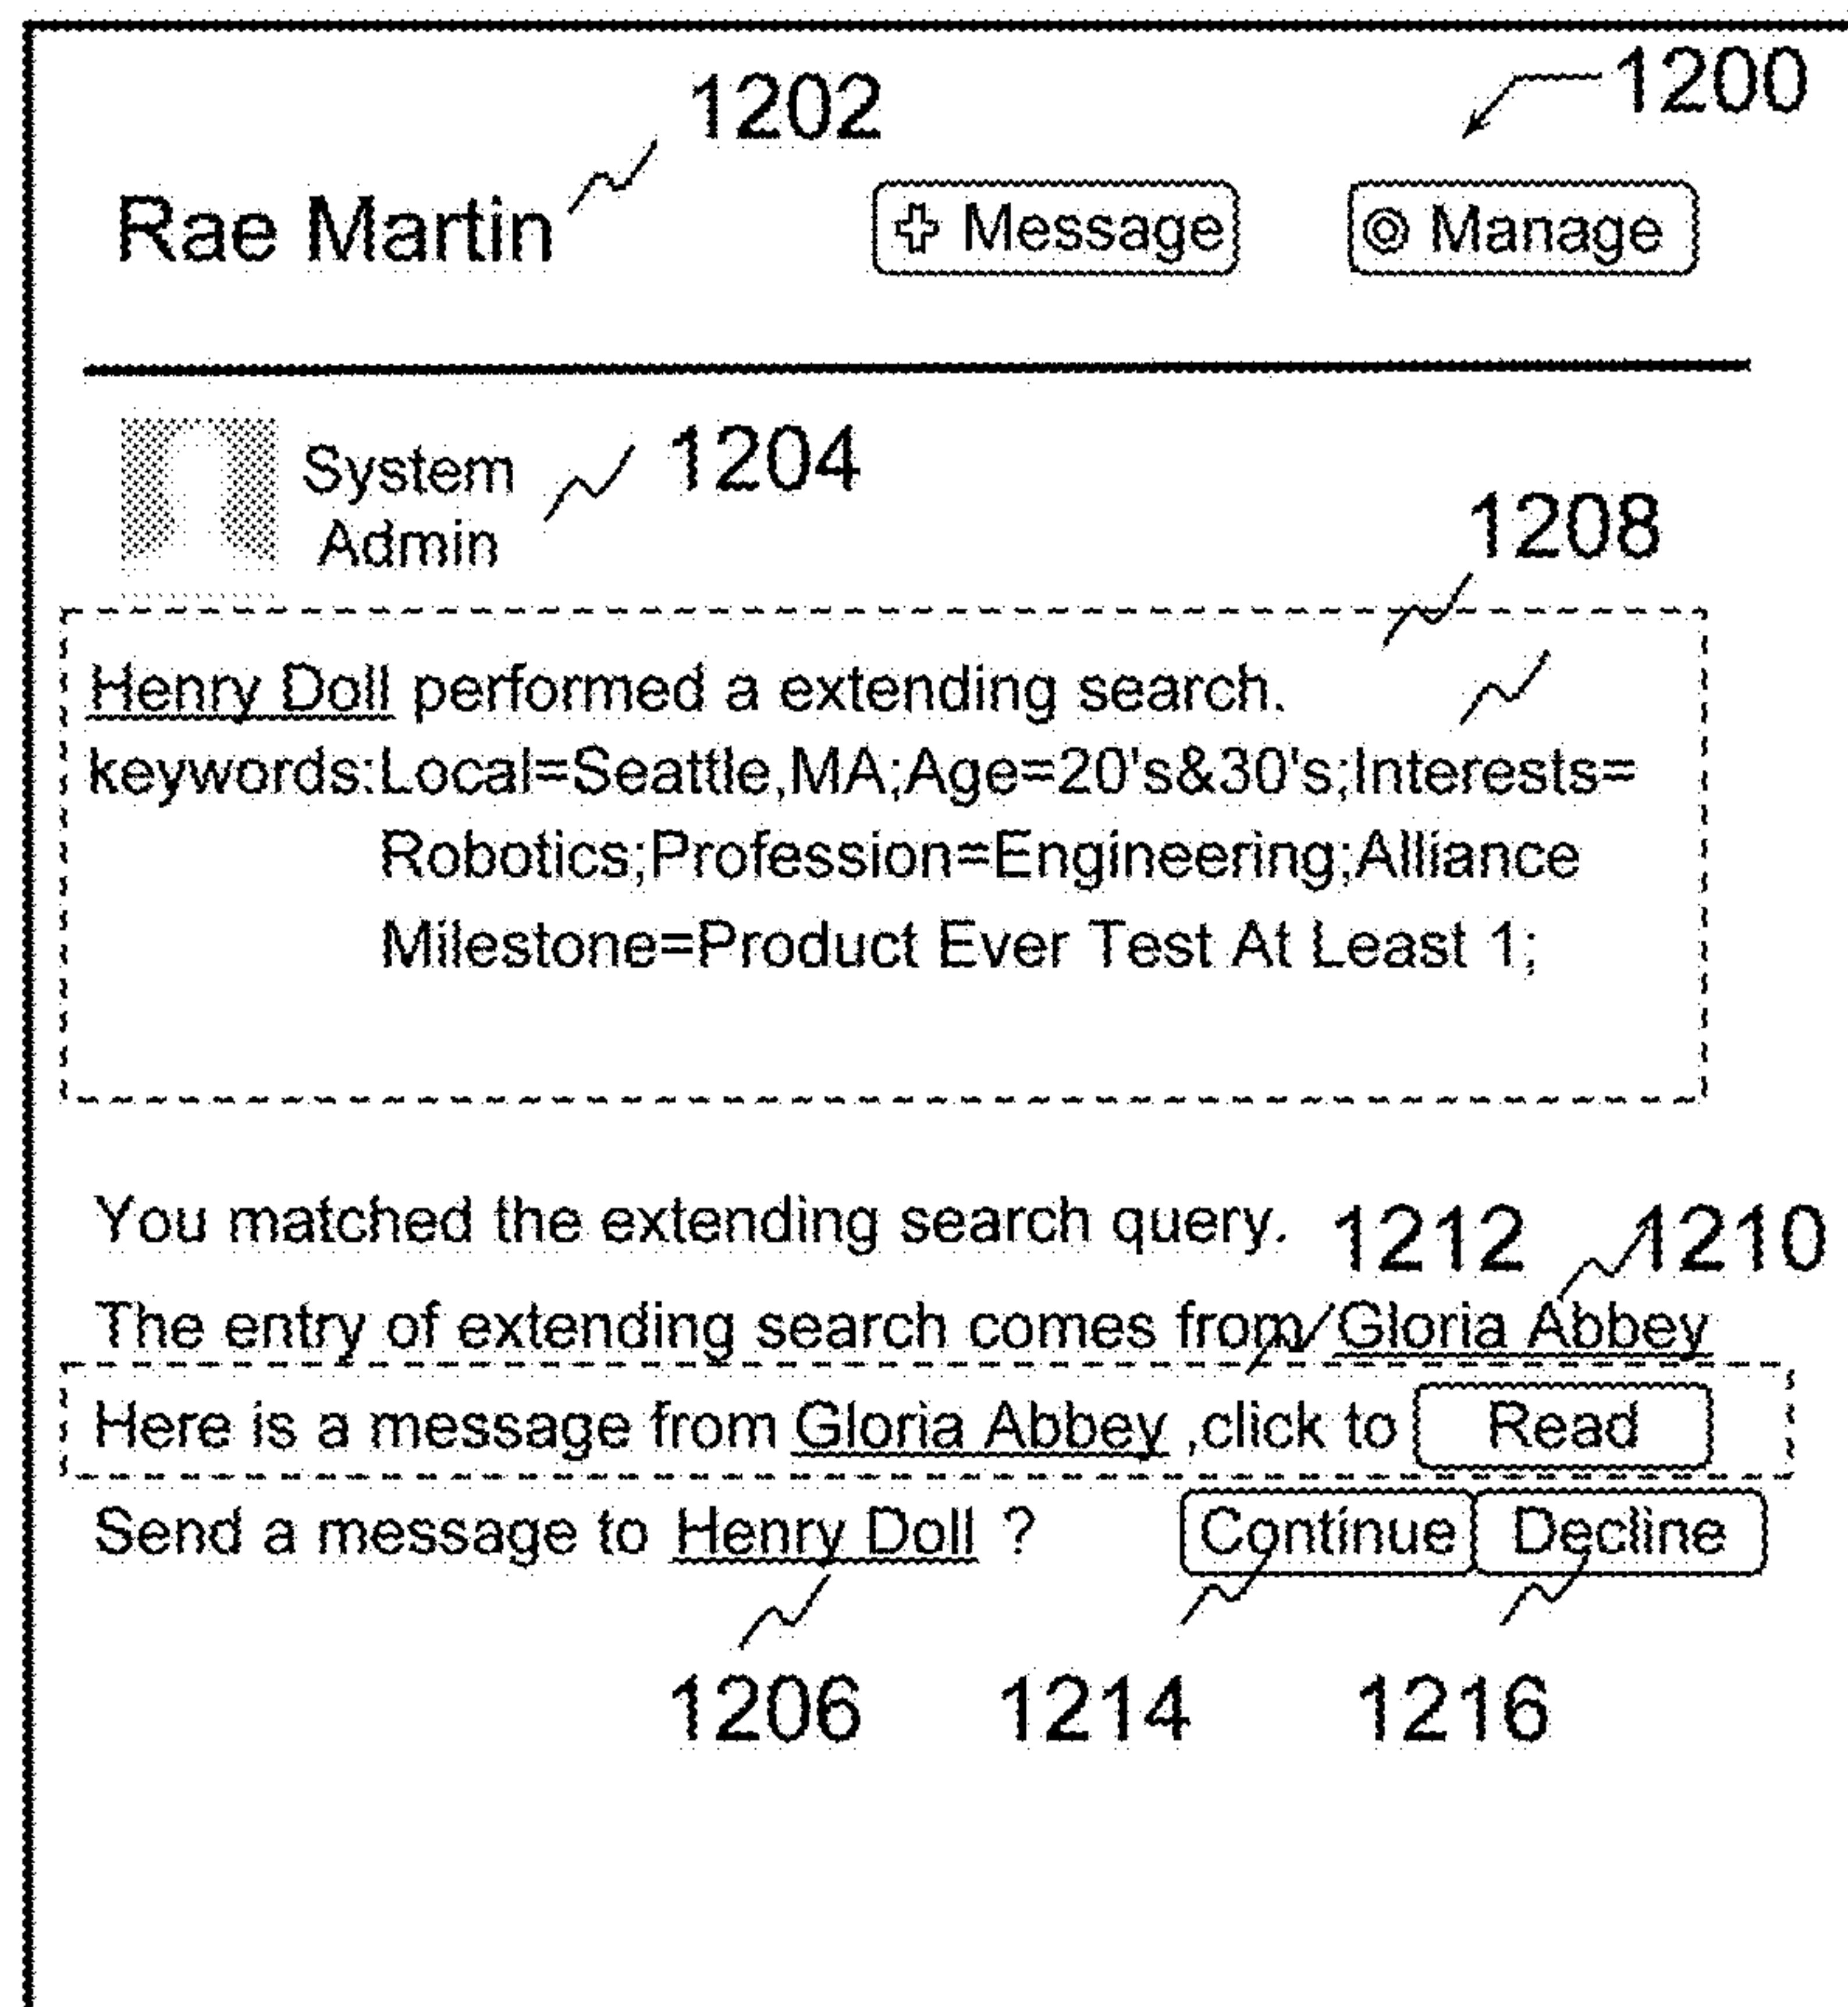 1200
1202
Rae Martin Message Manage
System 1204
Admin
1208
Henry Doll performed a extending search.
keywords:Local=Seattle,MA;Age=20's&30's;Interests=
Robotics;Profession=Engineering;Alliance
Milestone=Product Ever Test At Least 1;
You matched the extending search query. 1212 1210
The entry of extending search comes from Gloria Abbey
Here is a message from Gloria Abbey ,click to Read
Send a message to Henry Doll ? Continue Decline
1206 1214 1216